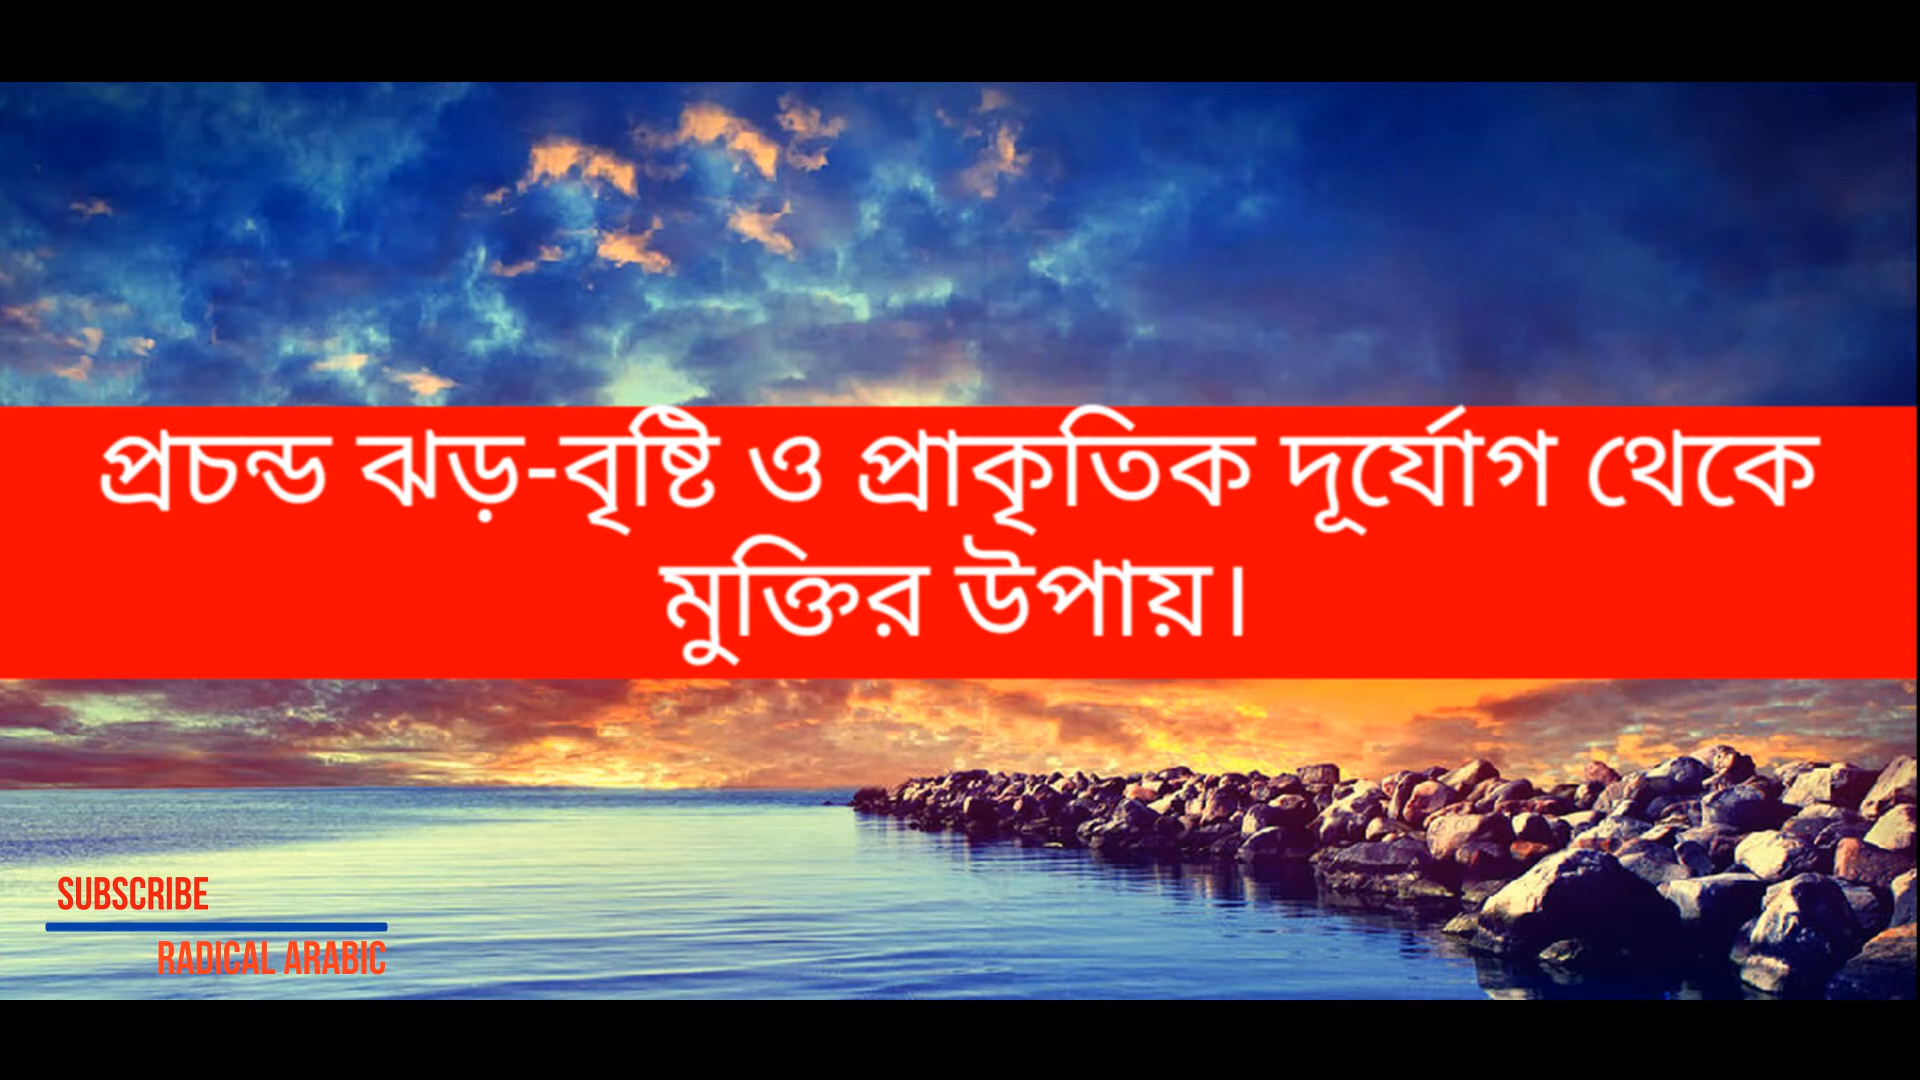 প্রচন্ড ঝড়-বৃষ্টি ও প্রাকৃতিক দূর্যোগ থেকে
মুক্তির উপায়।
SUBSCRIBE
RADICAL ARABIC